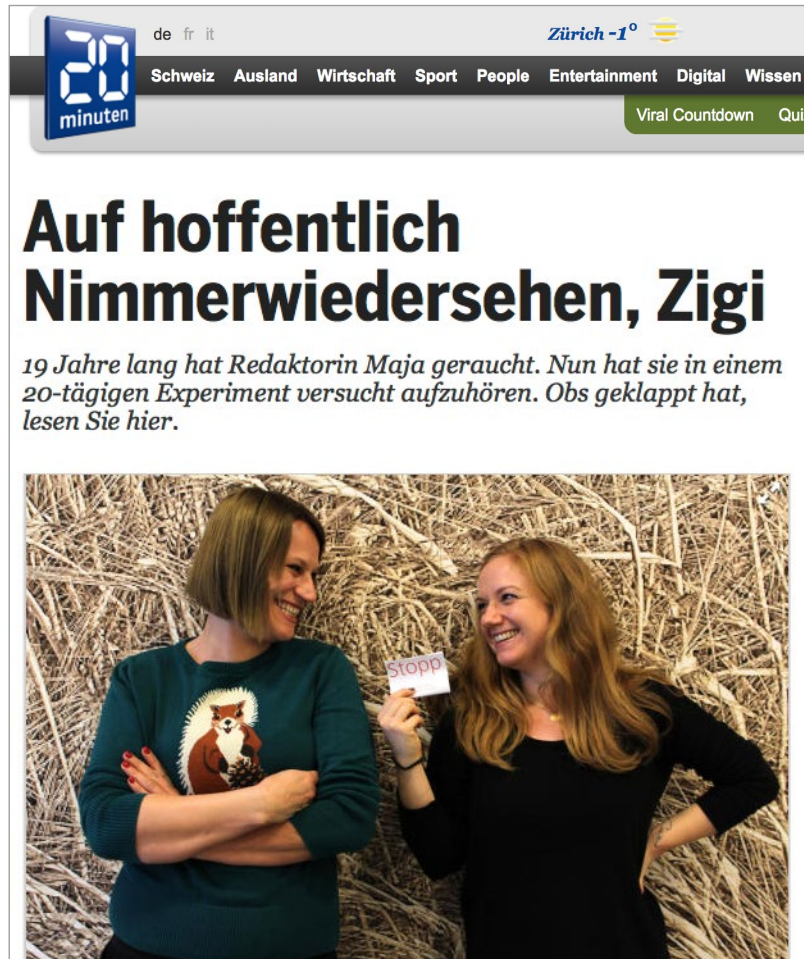 20
minuten
de fr it
Zürich -1°
Schweiz Ausland Wirtschaft Sport People Entertainment Digital Wissen
Viral Countdown
Auf hoffentlich
Nimmerwiedersehen, Zigi
19 Jahre lang hat Redaktorin Maja geraucht. Nun hat sie in einem
20-tägigen Experiment versucht aufzuhören. Obs geklappt hat,
lesen Sie hier.
Stopp